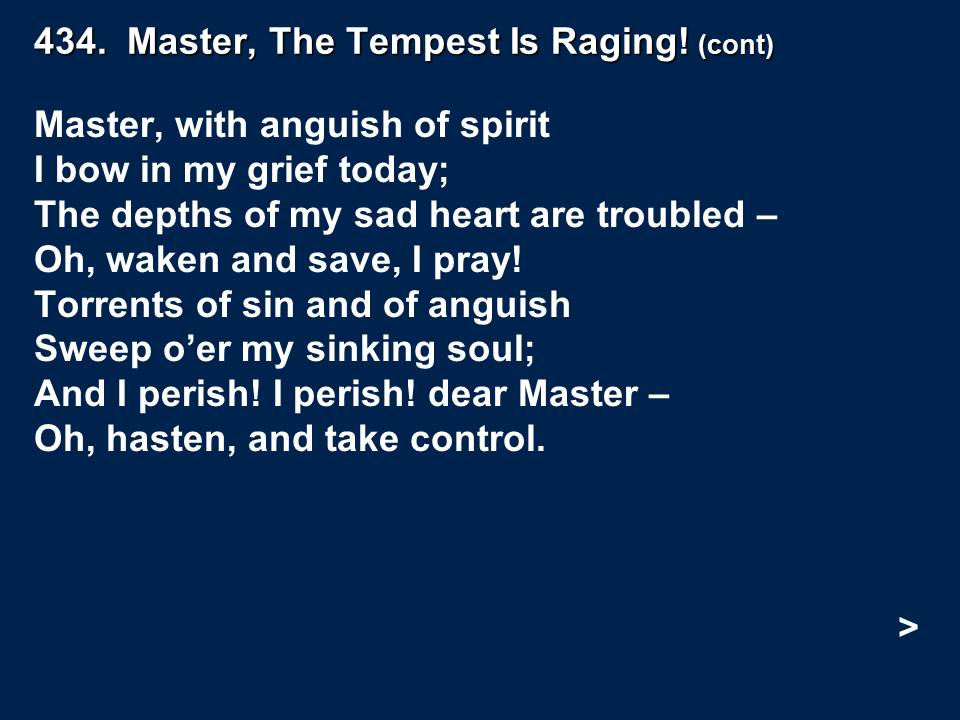 434.  Master, The Tempest Is Raging! (cont)
Master, with anguish of spirit
I bow in my grief today;
The depths of my sad heart are troubled –
Oh, waken and save, I pray!
Torrents of sin and of anguish
Sweep o’er my sinking soul;
And I perish! I perish! dear Master –
Oh, hasten, and take control.
>